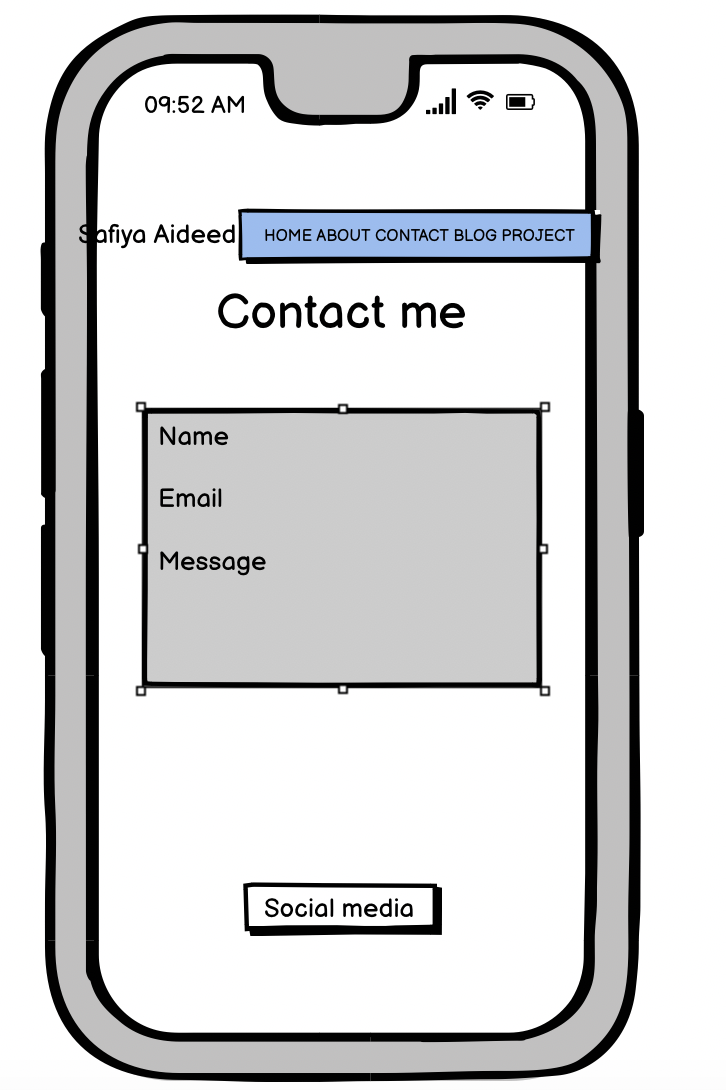 09:52 AM
Safiya Aideed
HOME ABOUT CONTACT BLOG PROJECT
Contact me
Name
Email
Message
Social media